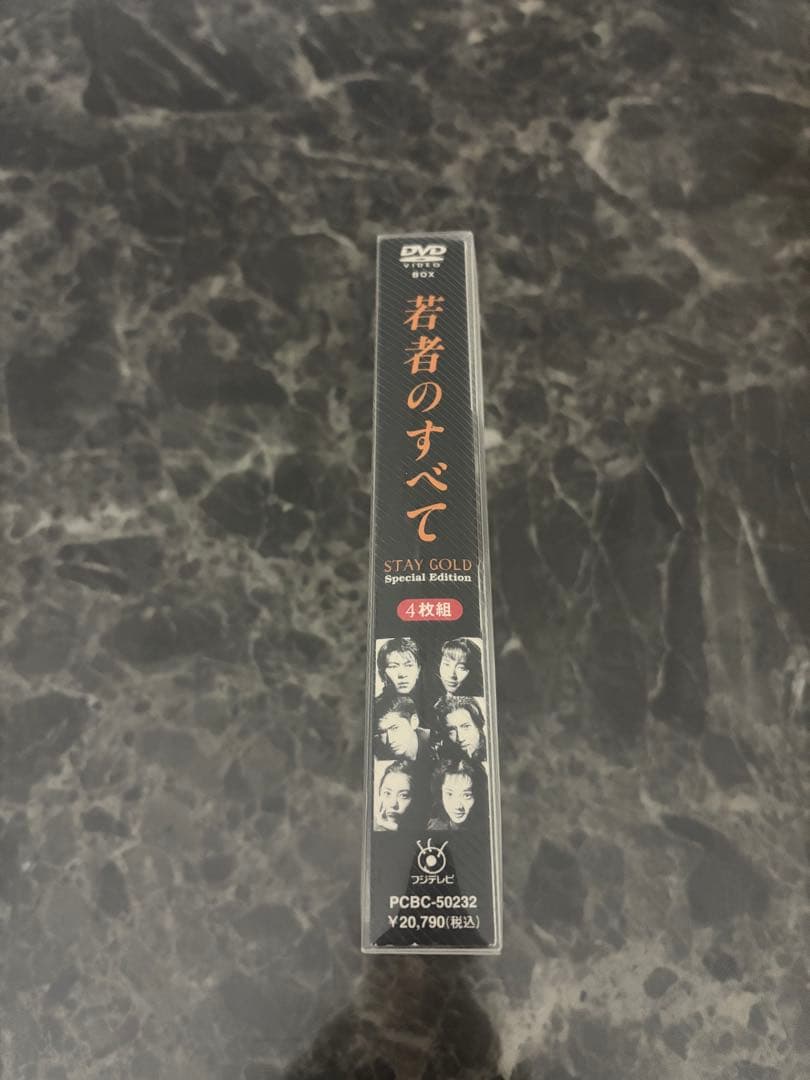 DVD
VIDEO
BOX
若者のすべて
STAY GOLD
Special Edition
4枚組
フジテレビ
PCBC-50232
¥20,790(税込)